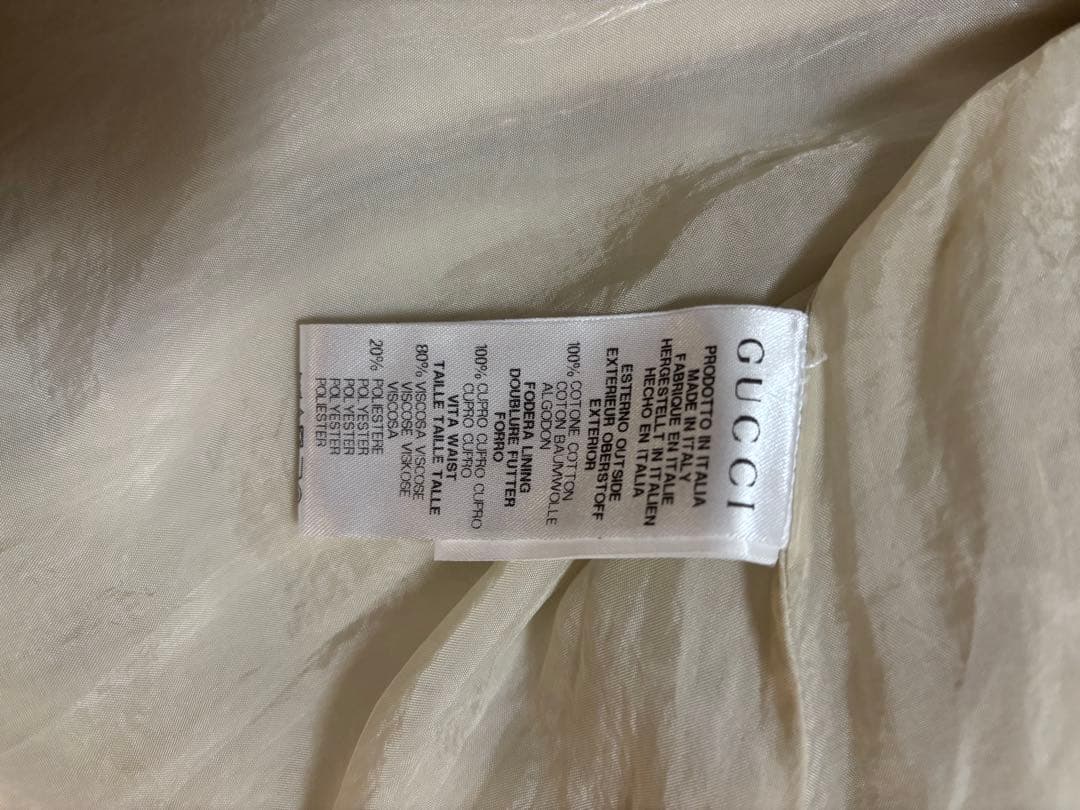 GUCCI
PRODOTTO IN ITALIA
MADE IN ITALY
FABRIQUE EN ITALIE
HERGESTELLT IN ITALIEN
HECHO EN ITALIA
ESTERNO OUTSIDE
EXTERIEUR OBERSTOFF
EXTERIOR
100% COTONE COTTON
COTON BAUMWOLLE
ALGODON
FODERA LINING
DOUBLURE FUTTER
FORRO
100% CUPRO CUPRO CUPRO
CUPRO CUPRO
VITA WAIST
TAILLE TAILLE TALLE
80% VISCOSA VISCOSE
VISCOSE VISKOSE
VISCOSA
20% POLIESTERE
POLYESTER
POLYESTER
POLYESTER
POLIESTER